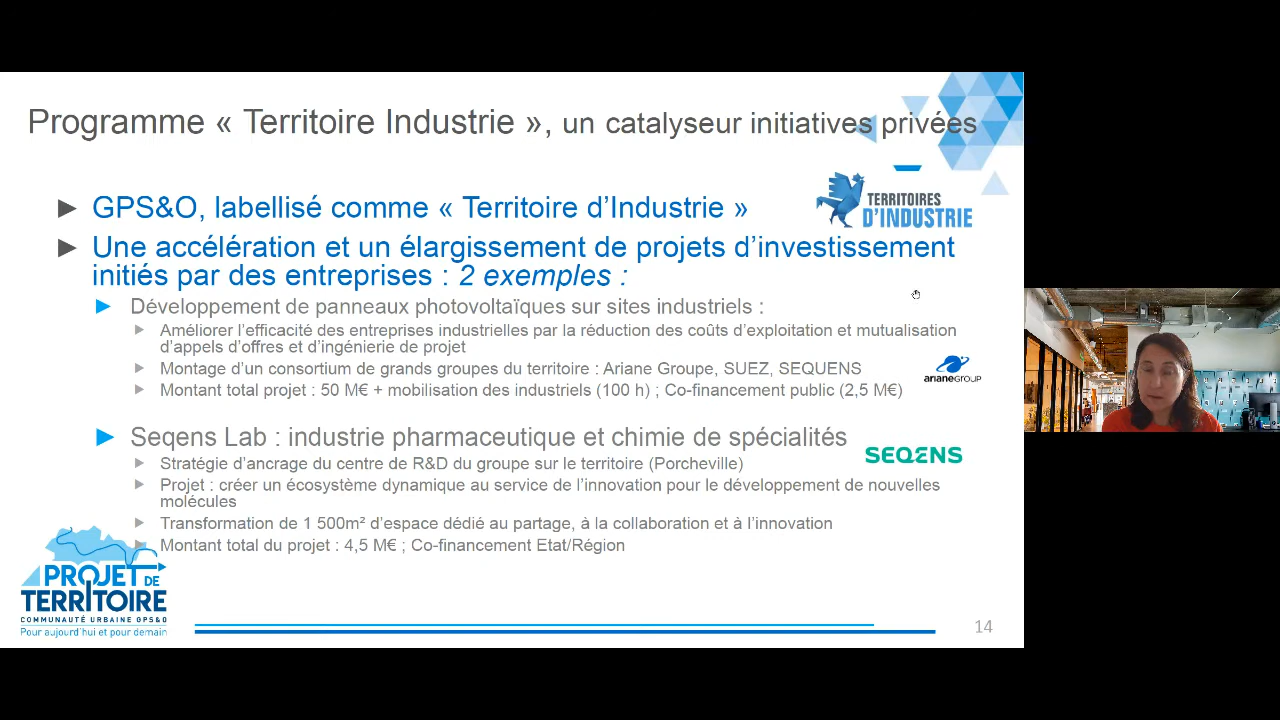 Programme « Territoire Industrie », un catalyseur initiatives privées
TERRITOIRES
D'INDUSTRIE
► GPS&O, labellisé comme « Territoire d'Industrie »
► Une accélération et un élargissement de projets d'investissement
initiés par des entreprises : 2 exemples :
► Développement de panneaux photovoltaïques sur sites industriels :
► Améliorer l'efficacité des entreprises industrielles par la réduction des coûts d'exploitation et mutualisation
d'appels d'offres et d'ingénierie de projet
► Montage d'un consortium de grands groupes du territoire : Ariane Groupe, SUEZ, SEQUENS
► Montant total projet : 50 M€ + mobilisation des industriels (100 h) ; Co-financement public (2,5 M€)
arianeGROUP
► Seqens Lab : industrie pharmaceutique et chimie de spécialités
SEQENS
► Stratégie d'ancrage du centre de R&D du groupe sur le territoire (Porcheville)
► Projet : créer un écosystème dynamique au service de l'innovation pour le développement de nouvelles
molécules
► Transformation de 1 500m² d'espace dédié au partage, à la collaboration et à l'innovation
► Montant total du projet : 4,5 M€ ; Co-financement Etat/Région
PROJET DE
TERRITOIRE
COMMUNAUTÉ URBAINE GPS&O
Pour aujourd'hui et pour demain
14